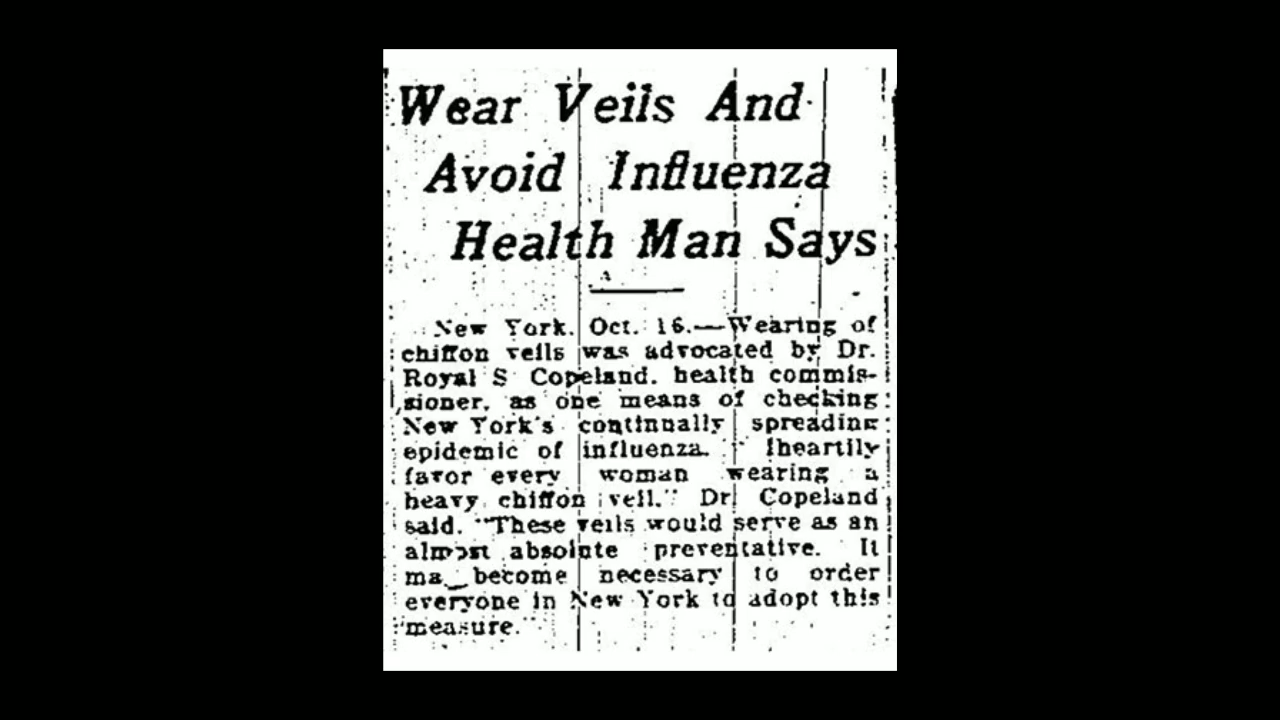 Wear Veils And
Avoid Influenza
Health Man Says
New York. Oct. 16.—Wearing of
chiffon veils was advocated by Dr.
Royal S Copeland. health commis-
sioner. as one means of checking
New York's continually spreading
epidemic of influenza. " Iheartily
favor every woman wearing a
heavy chiffon veil." Dr. Copeland
said. "These veils would serve as an
almost absolute preventative. It
ma_ become necessary to order
everyone in New York to adopt this
measure."